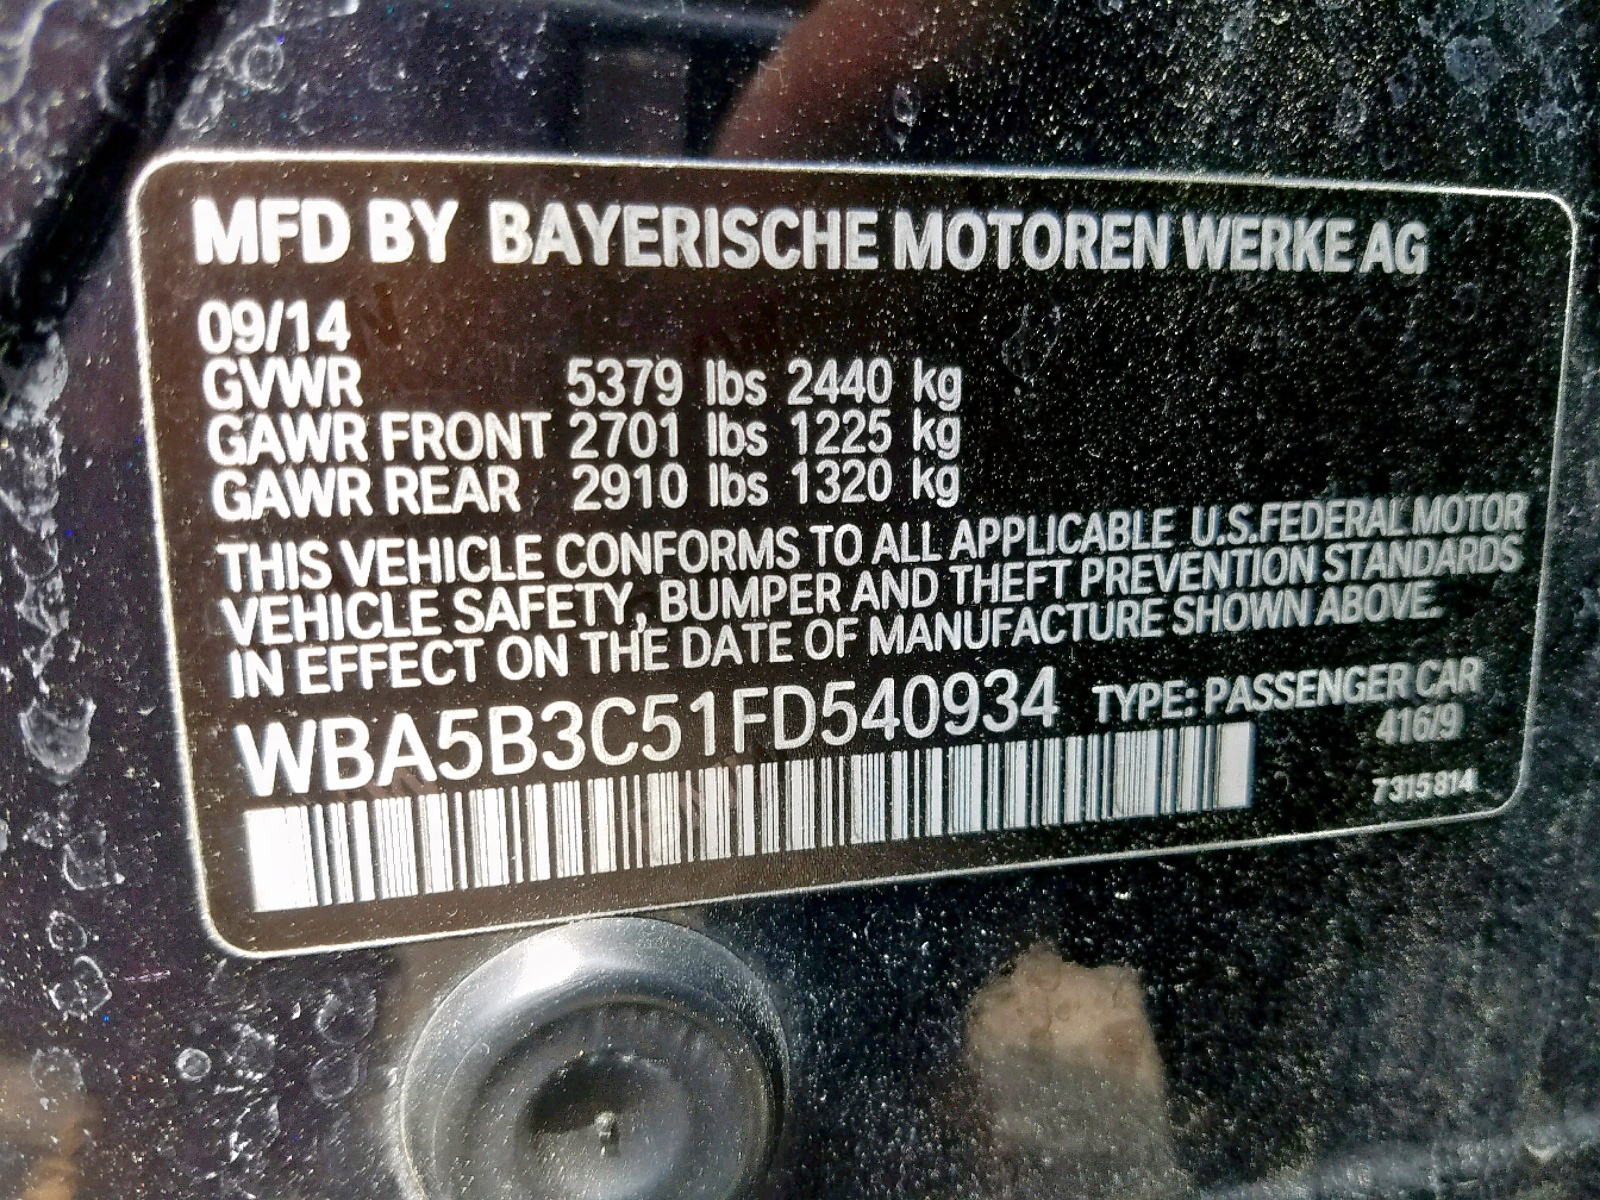 MFD BY BAYERISCHE MOTOREN WERKE AG
09/14
GVWR 5379 lbs 2440 kg
GAWR FRONT 2701 lbs 1225 kg
GAWR REAR 2910 lbs 1320 kg
THIS VEHICLE CONFORMS TO ALL APPLICABLE U.S.FEDERAL MOTOR
VEHICLE SAFETY, BUMPER AND THEFT PREVENTION STANDARDS
IN EFFECT ON THE DATE OF MANUFACTURE SHOWN ABOVE.
WBA5B3C51FD540934 TYPE: PASSENGER CAR
416/9
7315814